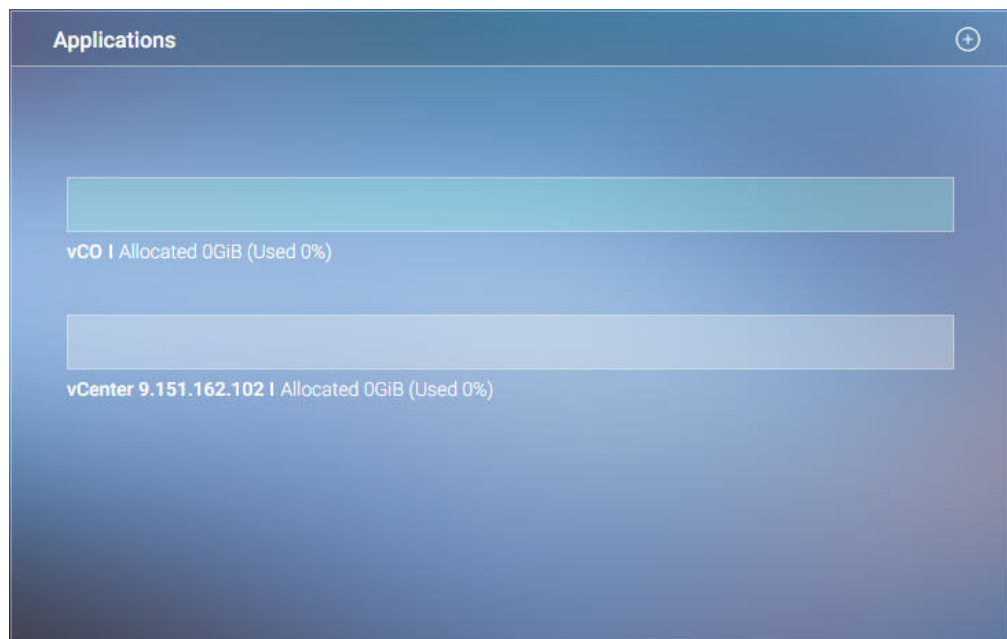 Applications
vCO | Allocated 0GiB (Used 0%)
vCenter 9.151.162.102 | Allocated 0GiB (Used 0%)